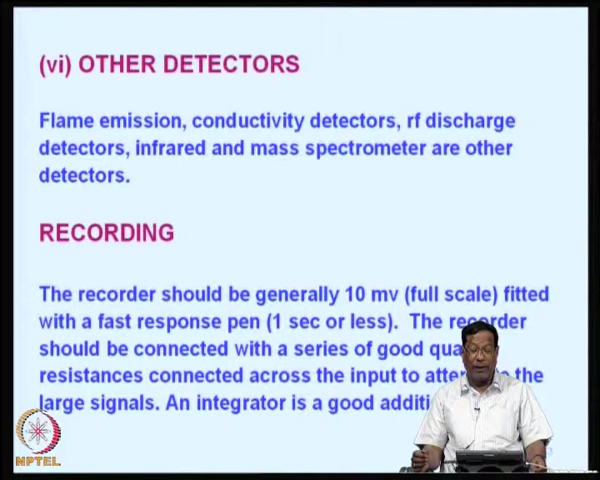 (vi) OTHER DETECTORS
Flame emission, conductivity detectors, rf discharge
detectors, infrared and mass spectrometer are other
detectors.
RECORDING
The recorder should be generally 10 mv (full scale) fitted
with a fast response pen (1 sec or less). The recorder
should be connected with a series of good
resistances connected across the input to the
large signals. An integrator is a good
NPTEL